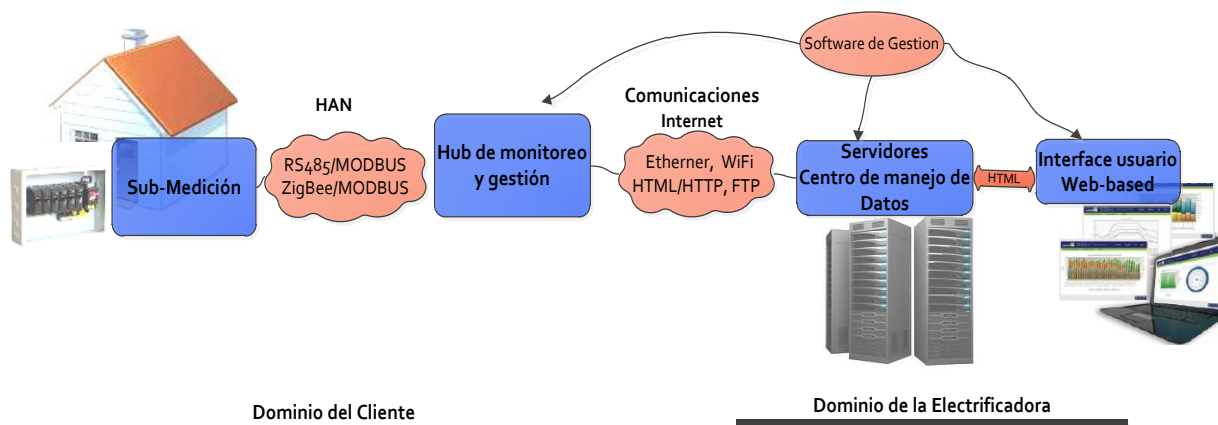 Software de Gestion
HAN
Comunicaciones
Internet
Sub-Medición
RS485/MODBUS
ZigBee/MODBUS
Hub de monitoreo
y gestión
Etherner, WiFi
HTML/HTTP, FTP
Servidores
Centro de manejo de
Datos
HTML
Interface usuario
Web-based
Dominio del Cliente
Dominio de la Electrificadora